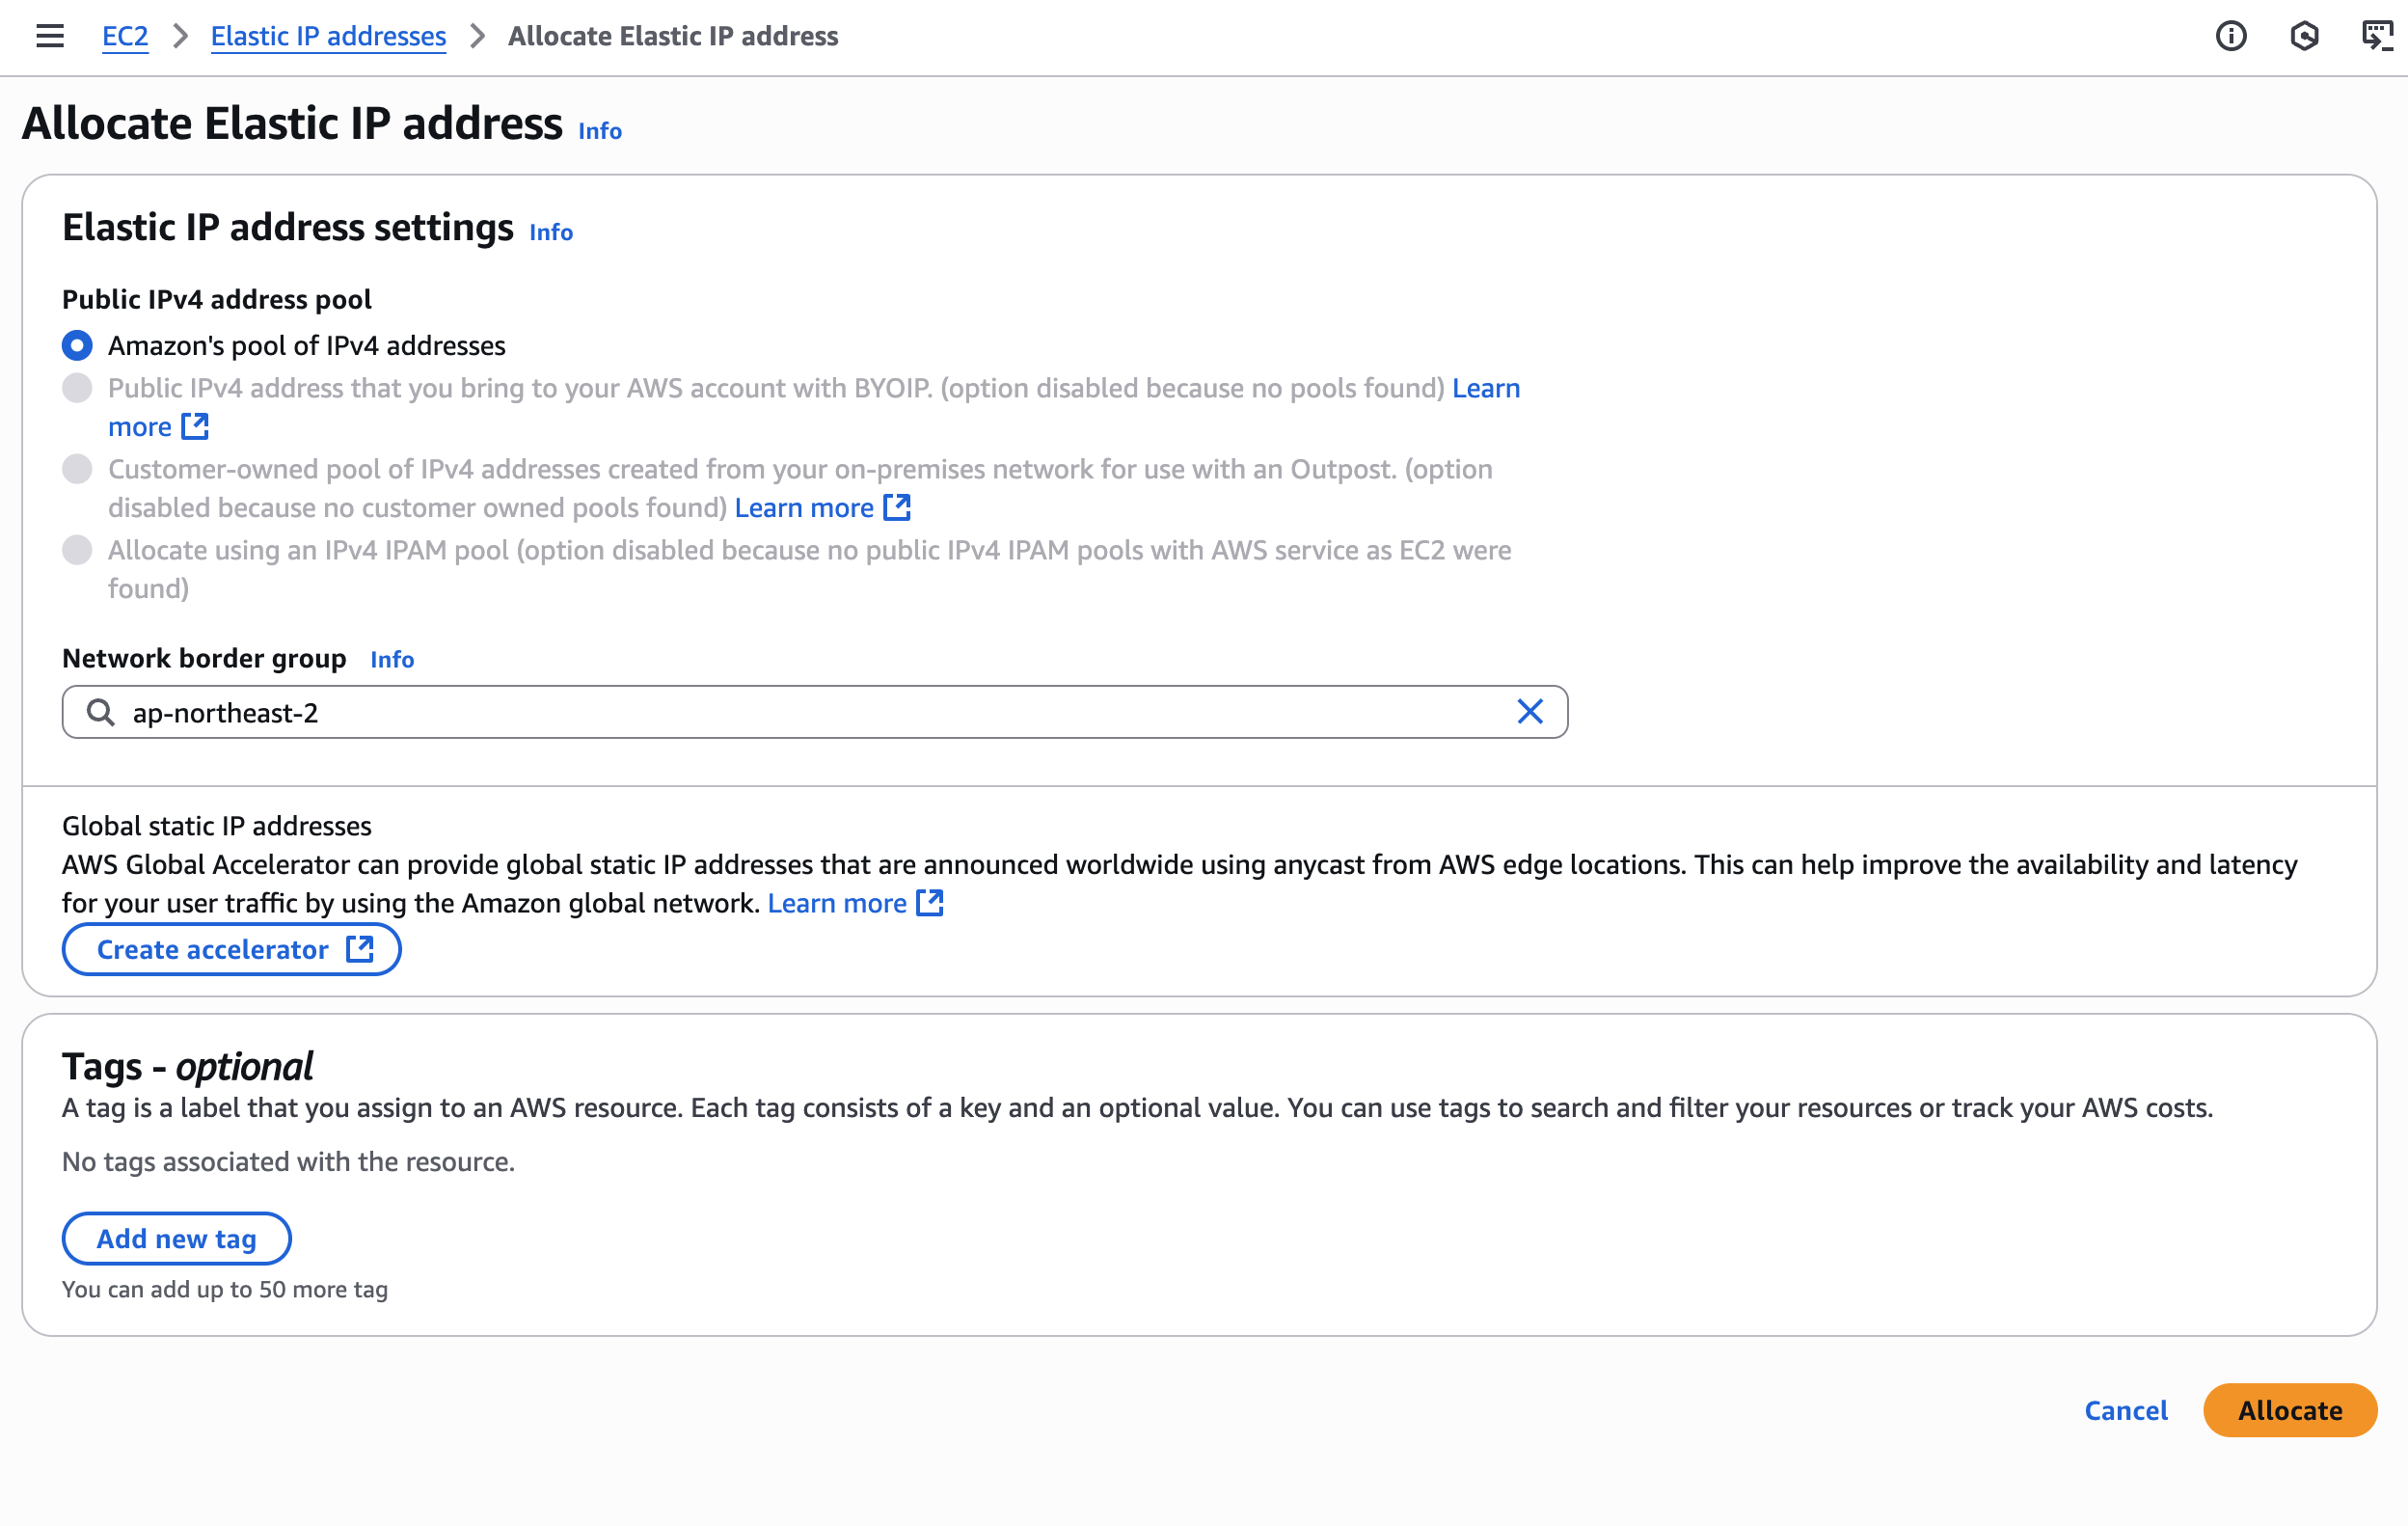 EC2 Elastic IP addresses Allocate Elastic IP address
Allocate Elastic IP address Info
Elastic IP address settings Info
Public IPv4 address pool
Amazon's pool of IPv4 addresses
Public IPv4 address that you bring to your AWS account with BYOIP. (option disabled because no pools found) Learn
more
Customer-owned pool of IPv4 addresses created from your on-premises network for use with an Outpost. (option
disabled because no customer owned pools found) Learn more
Allocate using an IPv4 IPAM pool (option disabled because no public IPv4 IPAM pools with AWS service as EC2 were
found)
Network border group Info
ap-northeast-2
Global static IP addresses
AWS Global Accelerator can provide global static IP addresses that are announced worldwide using anycast from AWS edge locations. This can help improve the availability and latency
for your user traffic by using the Amazon global network. Learn more
Create accelerator
Tags - optional
A tag is a label that you assign to an AWS resource. Each tag consists of a key and an optional value. You can use tags to search and filter your resources or track your AWS costs.
No tags associated with the resource.
Add new tag
You can add up to 50 more tag
Cancel Allocate